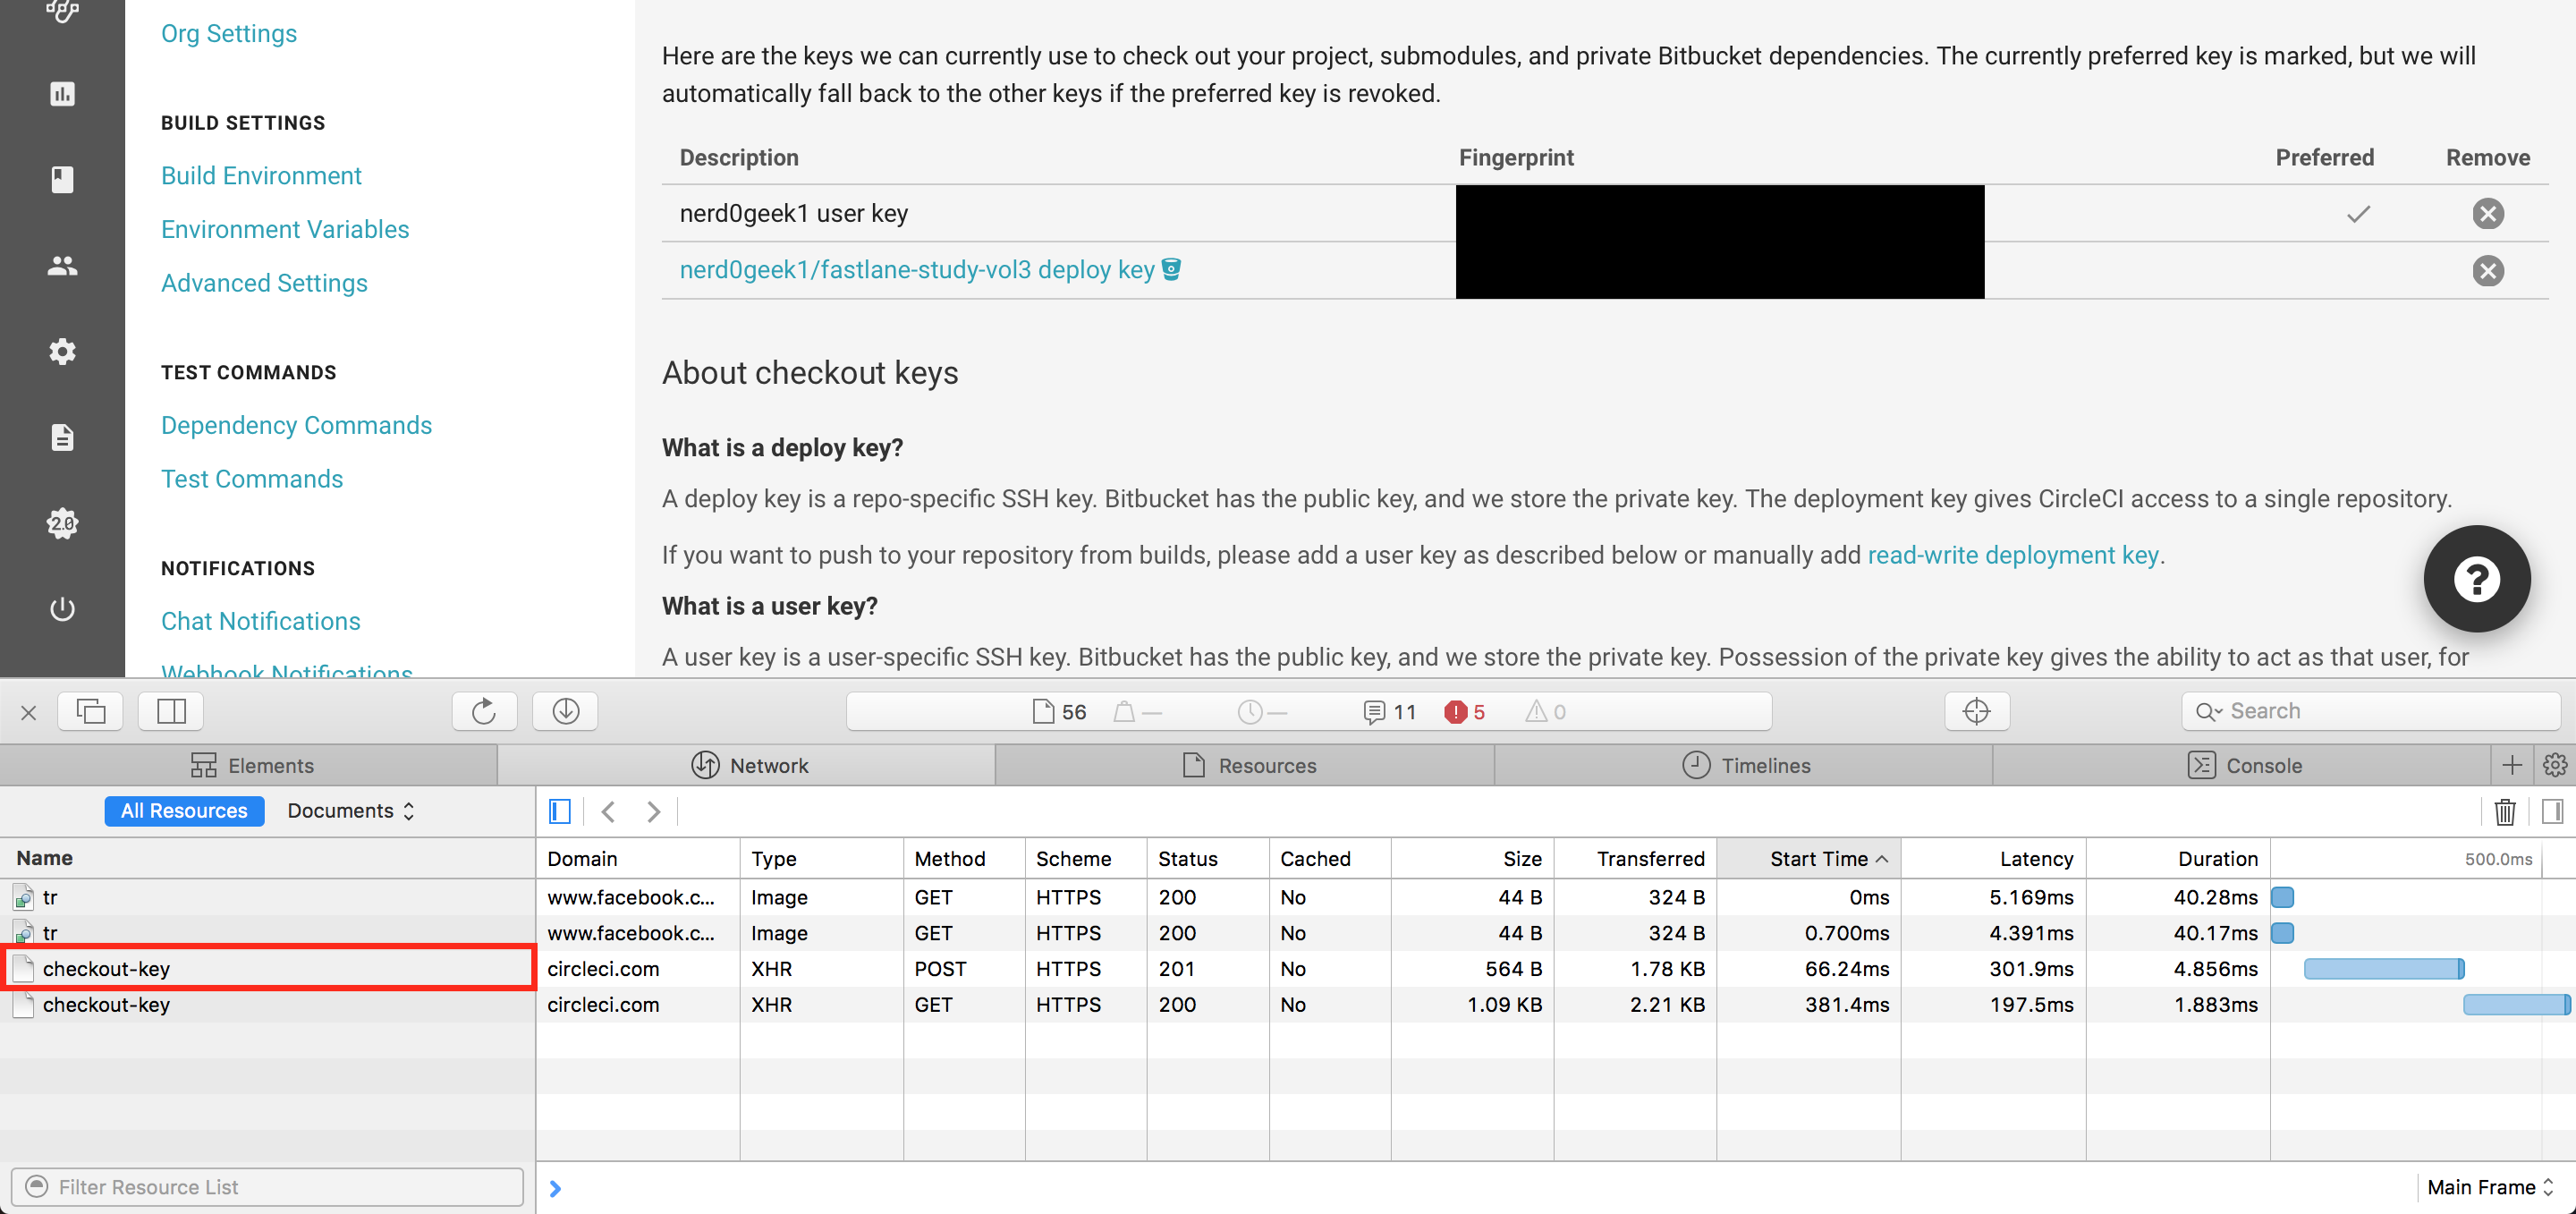 Org Settings
BUILD SETTINGS
Build Environment
Environment Variables
Advanced Settings
TEST COMMANDS
Dependency Commands
Test Commands
2.0
NOTIFICATIONS
Chat Notifications
Webhook Notifications
Here are the keys we can currently use to check out your project, submodules, and private Bitbucket dependencies. The currently preferred key is marked, but we will
automatically fall back to the other keys if the preferred key is revoked.
Description Fingerprint Preferred Remove
nerd0geek1 user key
nerd0geek1/fastlane-study-vol3 deploy key
About checkout keys
What is a deploy key?
A deploy key is a repo-specific SSH key. Bitbucket has the public key, and we store the private key. The deployment key gives CircleCI access to a single repository.
If you want to push to your repository from builds, please add a user key as described below or manually add read-write deployment key.
What is a user key?
A user key is a user-specific SSH key. Bitbucket has the public key, and we store the private key. Possession of the private key gives the ability to act as that user, for
56 — — 11 5 0 Search
Elements Network Resources Timelines Console
All Resources Documents
Name Domain Type Method Scheme Status Cached Size Transferred Start Time Latency Duration 500.0ms
tr www.facebook.c... Image GET HTTPS 200 No 44 B 324 B 0ms 5.169ms 40.28ms
tr www.facebook.c... Image GET HTTPS 200 No 44 B 324 B 0.700ms 4.391ms 40.17ms
checkout-key circleci.com XHR POST HTTPS 201 No 564 B 1.78 KB 66.24ms 301.9ms 4.856ms
checkout-key circleci.com XHR GET HTTPS 200 No 1.09 KB 2.21 KB 381.4ms 197.5ms 1.883ms
Filter Resource List Main Frame